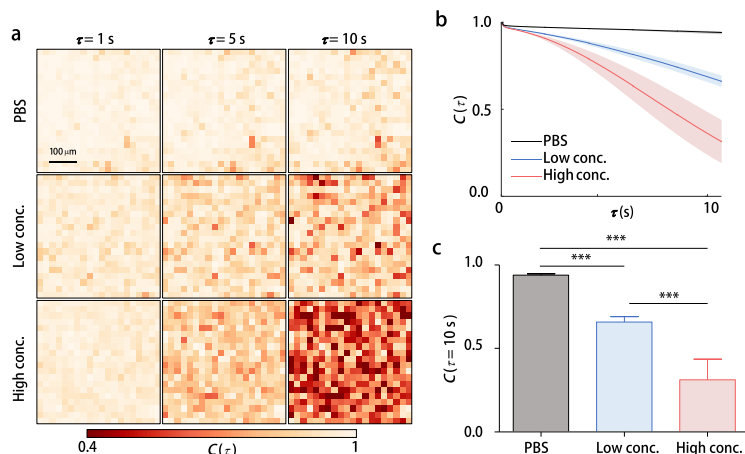 a
τ = 1 s
τ = 5 s
τ = 10 s
PBS
100 μm
Low conc.
High conc.
0.4
C(τ)
1
b
C(τ)
1.0
0.5
0.0
PBS
Low conc.
High conc.
0
τ(s)
10
c
C(τ = 10 s)
1.0
0.5
0.0
***
***
***
PBS
Low conc.
High conc.